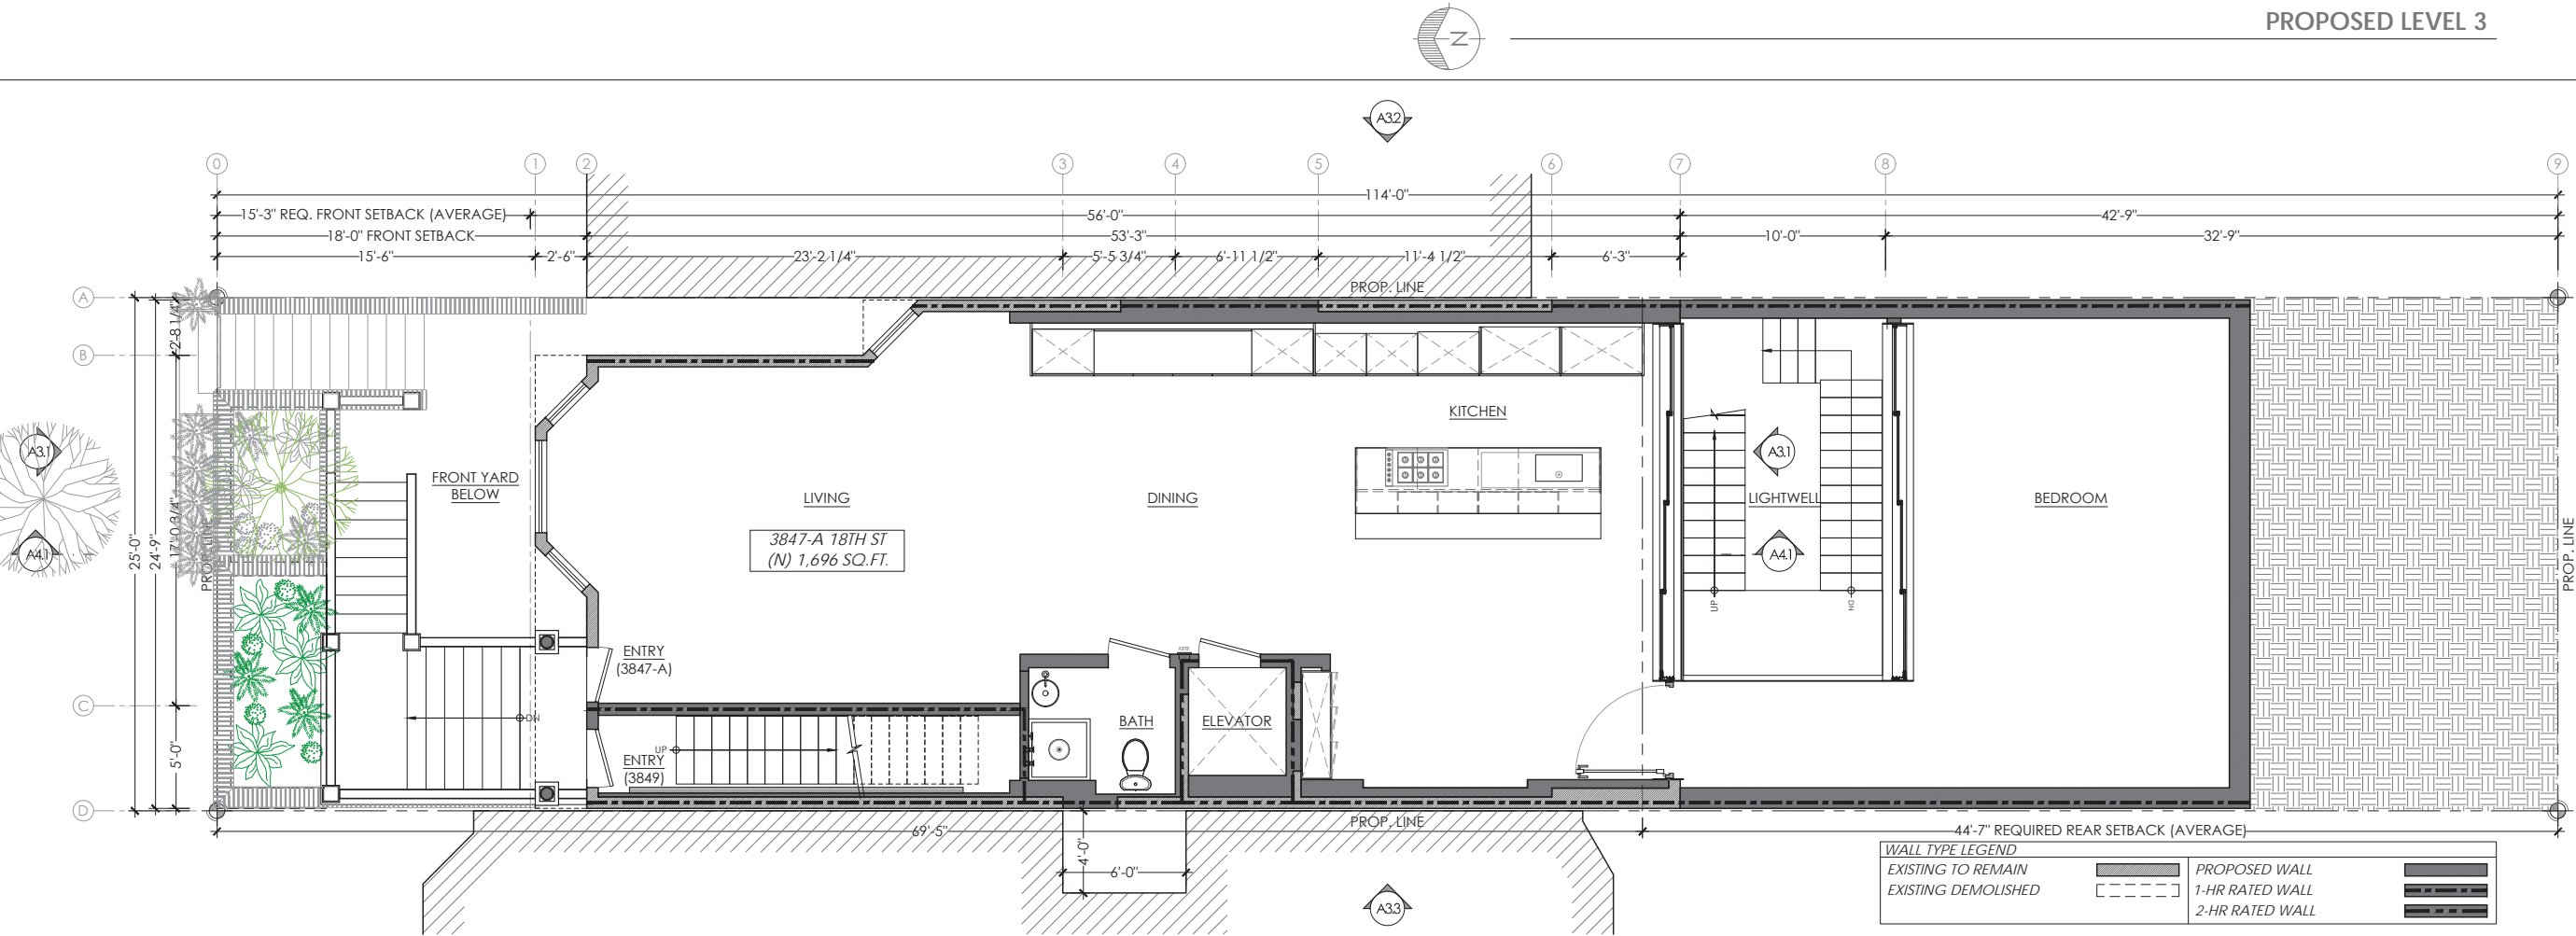 PROPOSED LEVEL 3
N
A3.2
0 1 2 3 4 5 6 7 8 9
114'-0"
15'-3" REQ. FRONT SETBACK (AVERAGE) 56'-0" 42'-9"
18'-0" FRONT SETBACK 53'-3" 10'-0" 32'-9"
15'-6" 2'-6" 23'-2 1/4" 5'-5 3/4" 6'-11 1/2" 11'-4 1/2" 6'-3"
PROP. LINE
A
B
C
D
2'-8 1/4"
25'-0"
24'-9"
17'-0 3/4"
5'-0"
PROP. LINE
A3.1
A4.1
FRONT YARD
BELOW
LIVING
3847-A 18TH ST
(N) 1,696 SQ.FT.
DINING
KITCHEN
A3.1
LIGHTWELL
A4.1
UP
DN
BEDROOM
PROP. LINE
ENTRY
(3847-A)
DN
ENTRY
(3849)
UP
BATH
ELEVATOR
69'-5"
PROP. LINE
44'-7" REQUIRED REAR SETBACK (AVERAGE)
4'-0"
6'-0"
A3.3
WALL TYPE LEGEND
EXISTING TO REMAIN
EXISTING DEMOLISHED
PROPOSED WALL
1-HR RATED WALL
2-HR RATED WALL